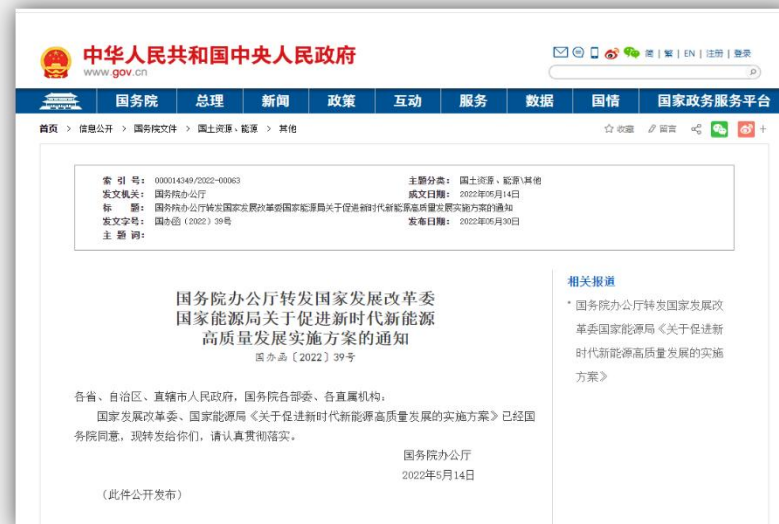 中华人民共和国中央人民政府
www.gov.cn
简 | 繁 | EN | 注册 | 登录
国务院 总理 新闻 政策 互动 服务 数据 国情 国家政务服务平台
首页 > 信息公开 > 国务院文件 > 国土资源、能源 > 其他
收藏 留言
索 引 号： 000014349/2022-00063 主题分类： 国土资源、能源\其他
发文机关： 国务院办公厅 成文日期： 2022年05月14日
标 题： 国务院办公厅转发国家发展改革委国家能源局关于促进新时代新能源高质量发展实施方案的通知
发文字号： 国办函〔2022〕39号 发布日期： 2022年05月30日
主 题 词：
国务院办公厅转发国家发展改革委
国家能源局关于促进新时代新能源
高质量发展实施方案的通知
国办函〔2022〕39号
各省、自治区、直辖市人民政府，国务院各部委、各直属机构：
国家发展改革委、国家能源局《关于促进新时代新能源高质量发展的实施方案》已经国
务院同意，现转发给你们，请认真贯彻落实。
国务院办公厅
2022年5月14日
（此件公开发布）
相关报道
· 国务院办公厅转发国家发展改
革委国家能源局《关于促进新
时代新能源高质量发展的实施
方案》